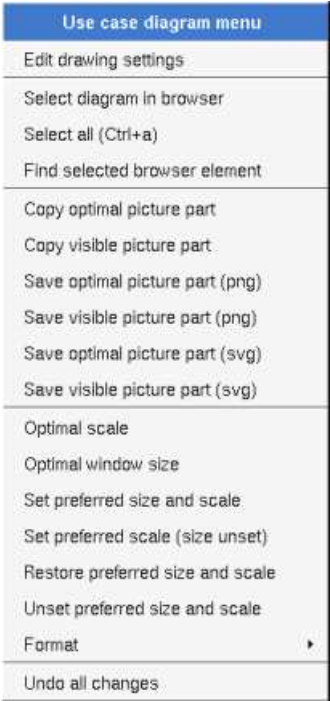 Use case diagram menu
Edit drawing settings
Select diagram in browser
Select all (Ctrl+a)
Find selected browser element
Copy optimal picture part
Copy visible picture part
Save optimal picture part (png)
Save visible picture part (png)
Save optimal picture part (svg)
Save visible picture part (svg)
Optimal scale
Optimal window size
Set preferred size and scale
Set preferred scale (size unset)
Restore preferred size and scale
Unset preferred size and scale
Format
Undo all changes